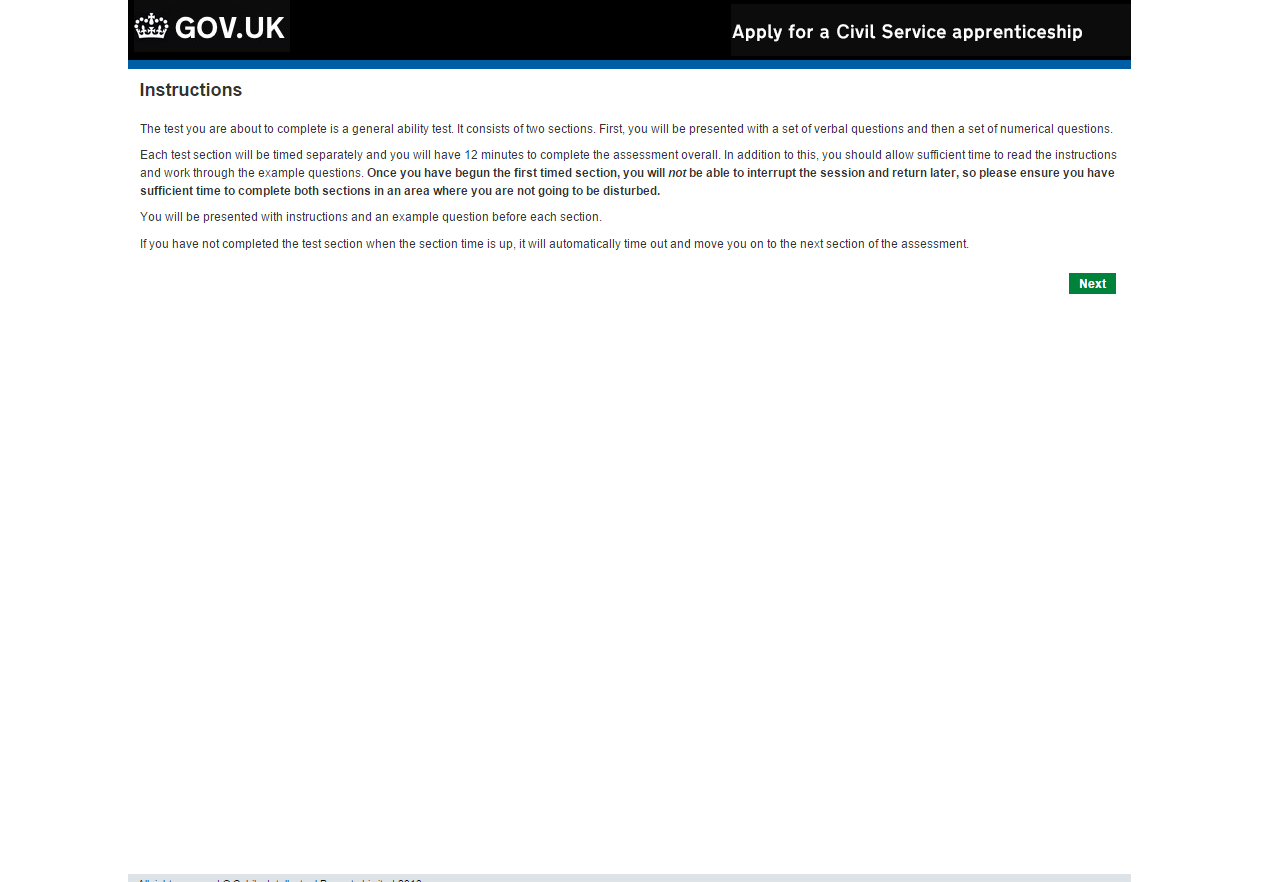 GOV.UK
Apply for a Civil Service apprenticeship
Instructions
The test you are about to complete is a general ability test. It consists of two sections. First, you will be presented with a set of verbal questions and then a set of numerical questions.
Each test section will be timed separately and you will have 12 minutes to complete the assessment overall. In addition to this, you should allow sufficient time to read the instructions
and work through the example questions. Once you have begun the first timed section, you will not be able to interrupt the session and return later, so please ensure you have
sufficient time to complete both sections in an area where you are not going to be disturbed.
You will be presented with instructions and an example question before each section.
If you have not completed the test section when the section time is up, it will automatically time out and move you on to the next section of the assessment.
Next